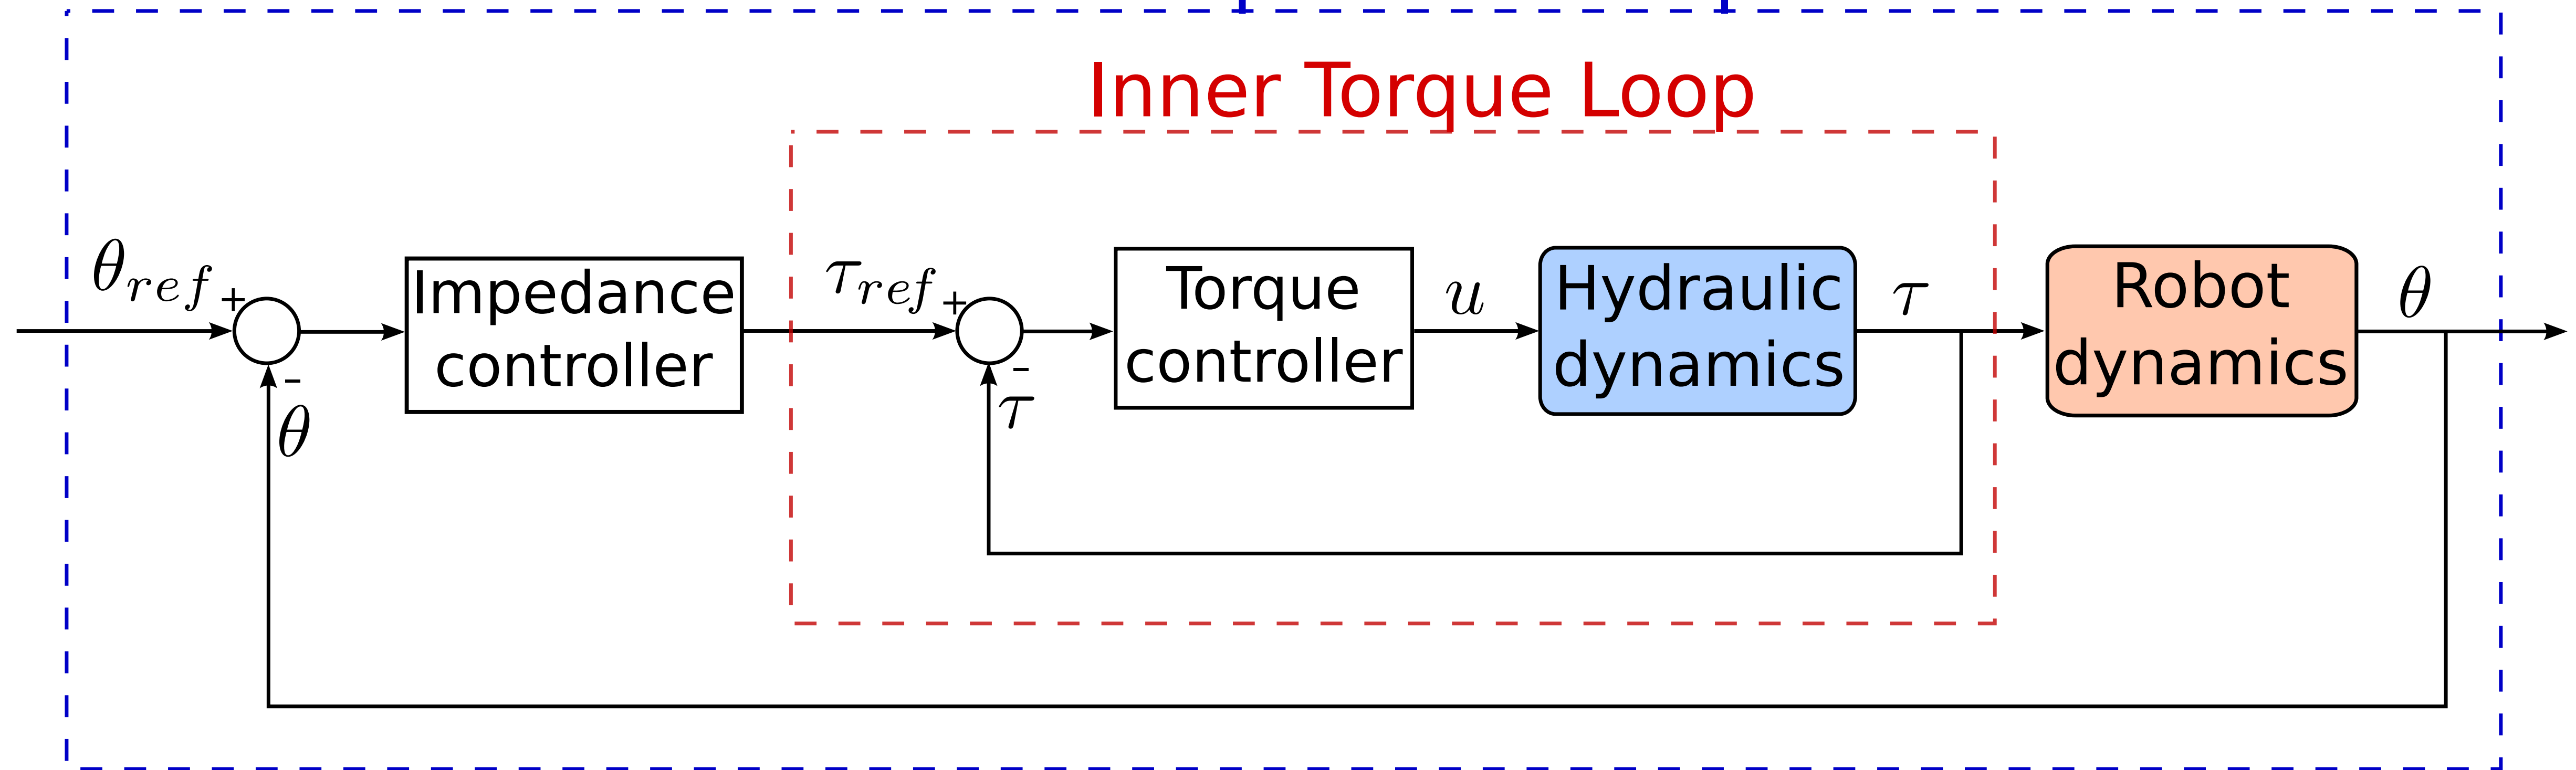 Inner Torque Loop
θref
+
-
θ
Impedance
controller
τref
+
-
τ
Torque
controller
u
Hydraulic
dynamics
τ
Robot
dynamics
θ